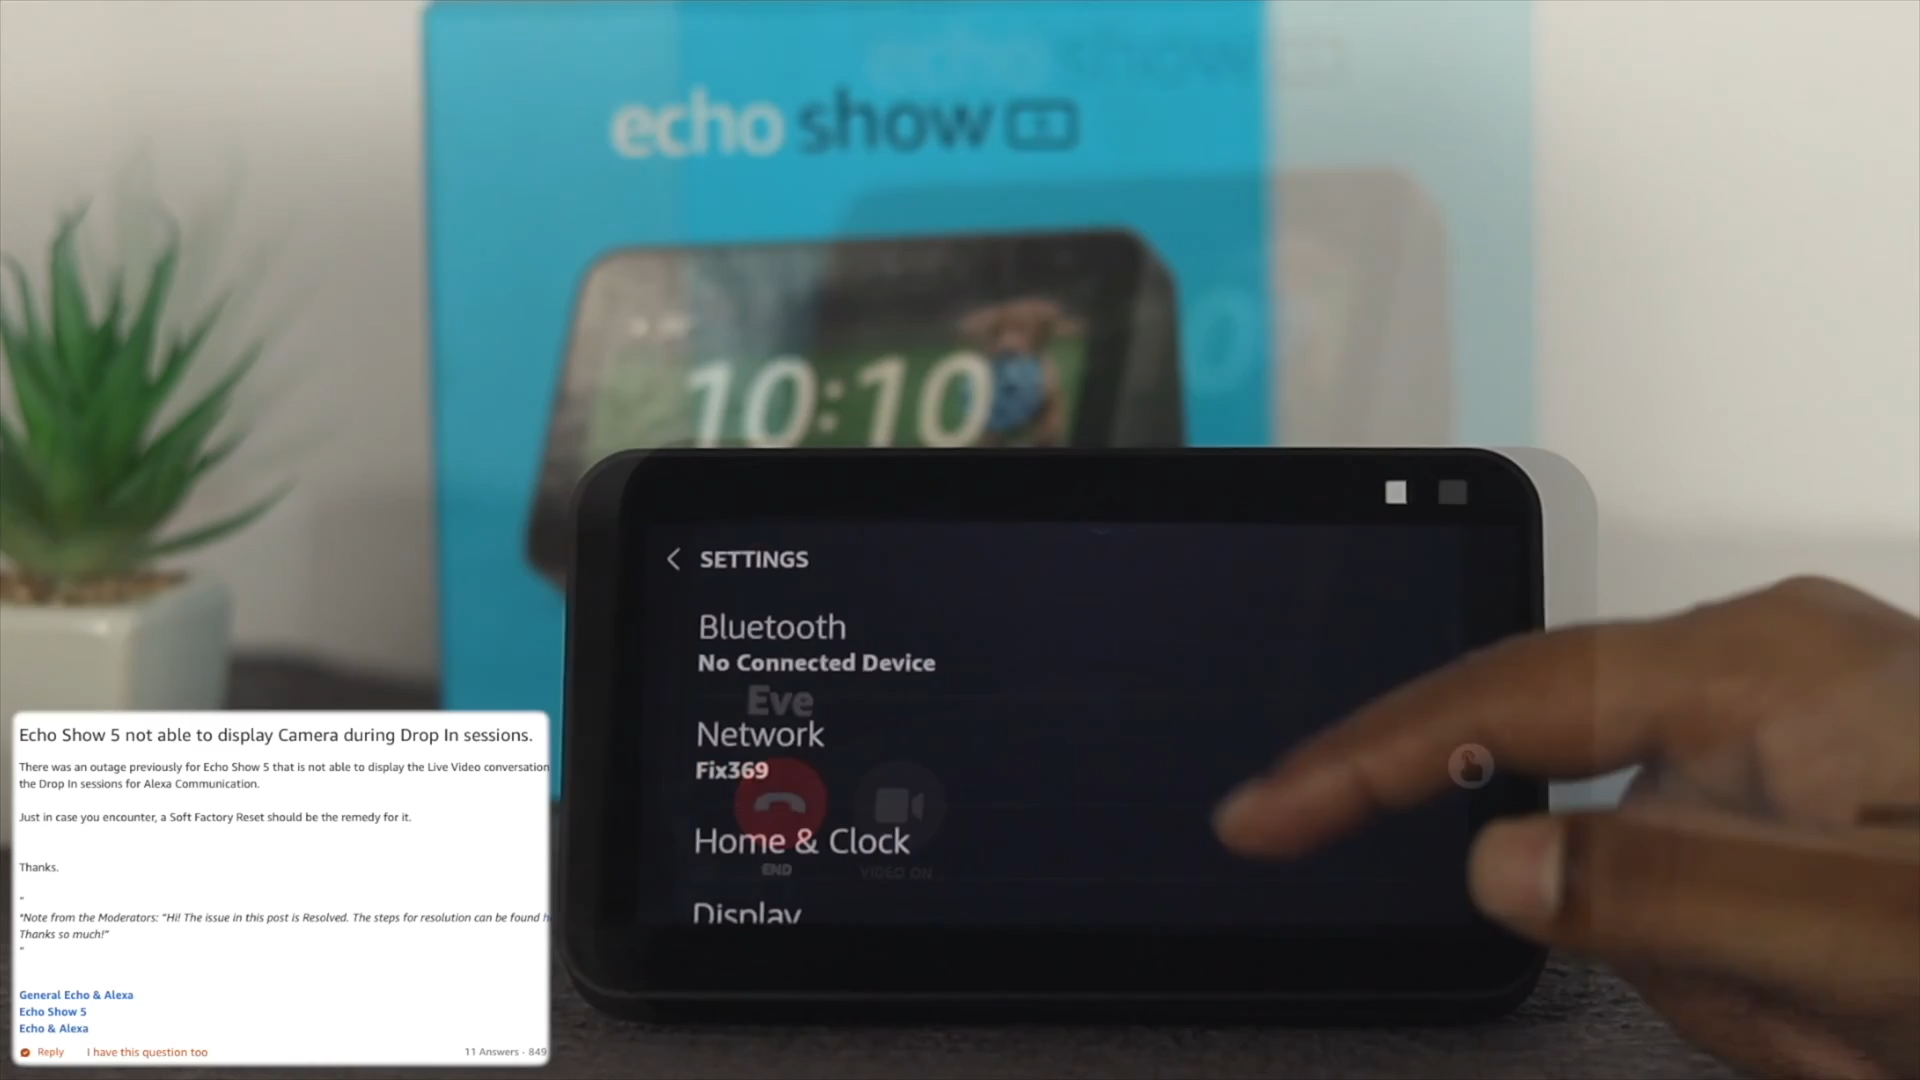 echo show
echo show
10:10
SETTINGS
Bluetooth
No Connected Device
Eve
Network
Fix369
Home & Clock
END
VIDEO ON
Display
Echo Show 5 not able to display Camera during Drop In sessions.
There was an outage previously for Echo Show 5 that is not able to display the Live Video conversation
the Drop In sessions for Alexa Communication.
Just in case you encounter, a Soft Factory Reset should be the remedy for it.
Thanks.
"
*Note from the Moderators: "Hi! The issue in this post is Resolved. The steps for resolution can be found
Thanks so much!"
"
General Echo & Alexa
Echo Show 5
Echo & Alexa
Reply I have this question too 11 Answers · 849